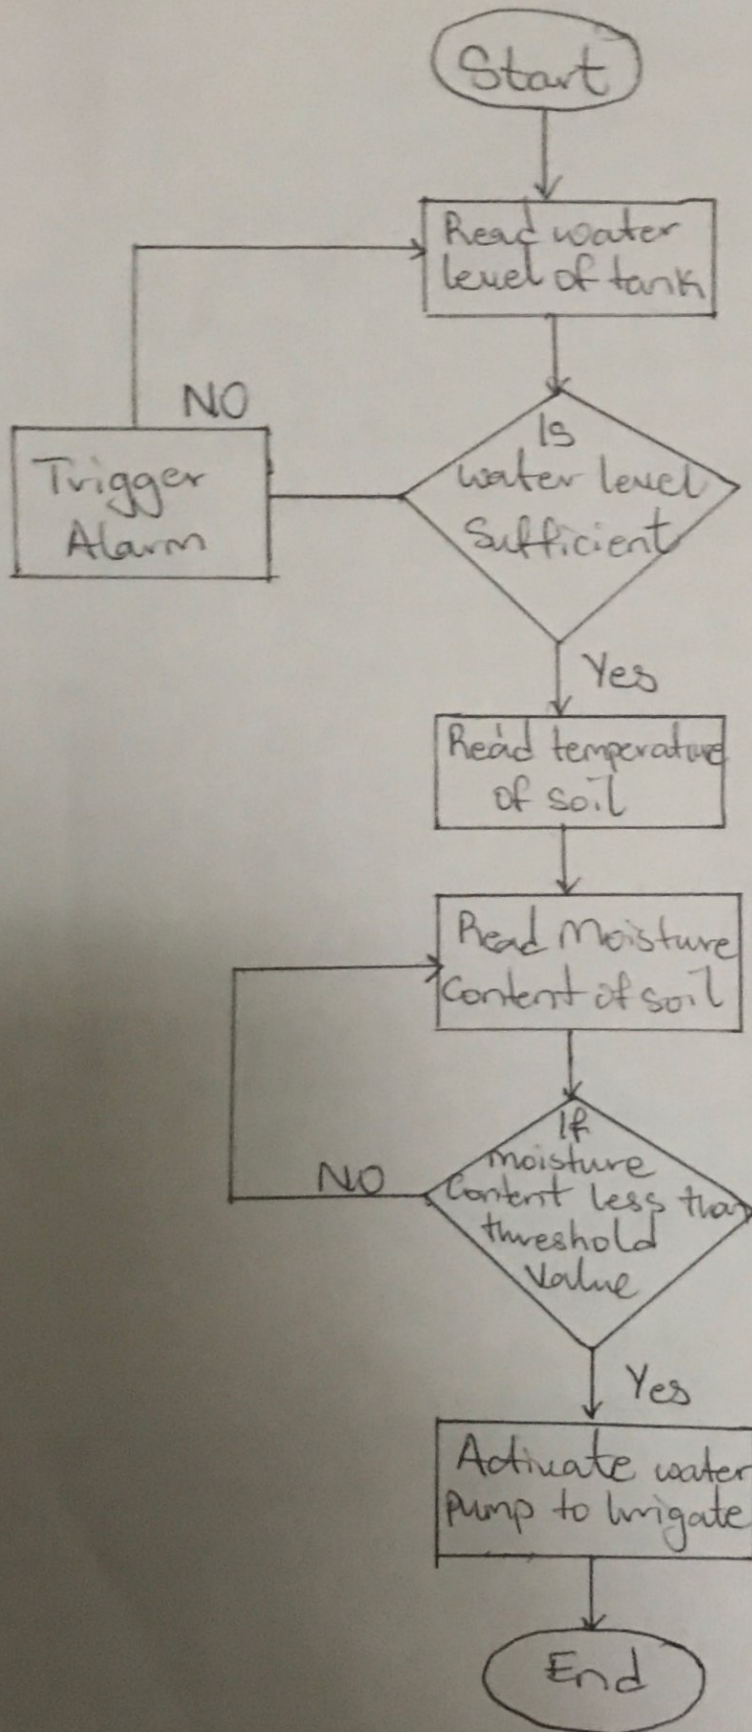 Start
Read water
level of tank
NO
Trigger
Alarm
Is
water level
Sufficient
Yes
Read temperature
of soil
Read Moisture
Content of soil
If
moisture
Content less than
threshold
Value
NO
Yes
Activate water
Pump to Irrigate
End